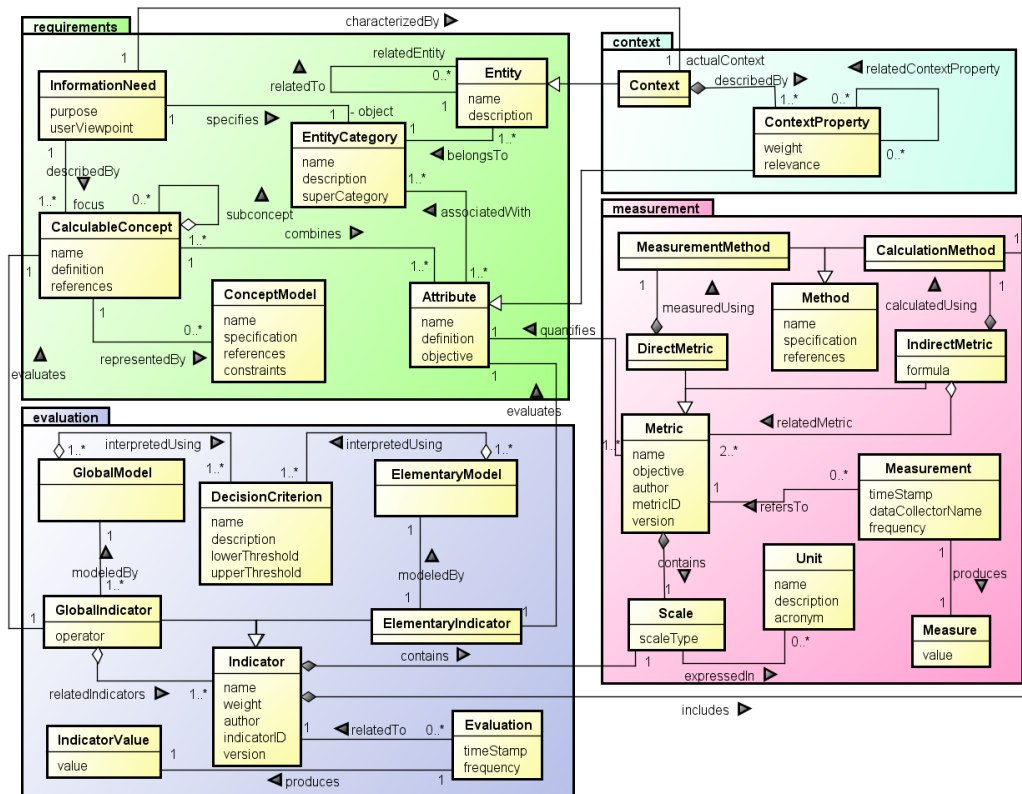 requirements
characterizedBy
InformationNeed
purpose
userViewpoint
1
1
relatedEntity
relatedTo
0..*
1
Entity
name
description
1
specifies
1
- object
EntityCategory
name
description
superCategory
1
1..*
belongsTo
1..*
associatedWith
1..*
1
describedBy
1..*
focus
0..*
subconcept
CalculableConcept
name
definition
references
1..*
1
1
combines
1..*
ConceptModel
name
specification
references
constraints
0..*
representedBy
Attribute
name
definition
objective
1
1
evaluates
evaluates
quantifies
context
1
actualContext
describedBy
Context
1..*
relatedContextProperty
0..*
0..*
ContextProperty
weight
relevance
measurement
MeasurementMethod
CalculationMethod
1
1
1
measuredUsing
calculatedUsing
Method
name
specification
references
DirectMetric
IndirectMetric
formula
relatedMetric
2..*
1..*
Metric
name
objective
author
metricID
version
1
refersTo
0..*
Measurement
timeStamp
dataCollectorName
frequency
1
produces
1
Measure
value
contains
1
Scale
scaleType
1
Unit
name
description
acronym
0..*
expressedIn
includes
evaluation
1..*
interpretedUsing
1..*
interpretedUsing
1..*
1..*
GlobalModel
ElementaryModel
DecisionCriterion
name
description
lowerThreshold
upperThreshold
1
modeledBy
1..*
1
modeledBy
1
GlobalIndicator
operator
1
ElementaryIndicator
1
contains
relatedIndicators
1..*
Indicator
name
weight
author
indicatorID
version
1
relatedTo
0..*
Evaluation
timeStamp
frequency
IndicatorValue
value
1
produces
1